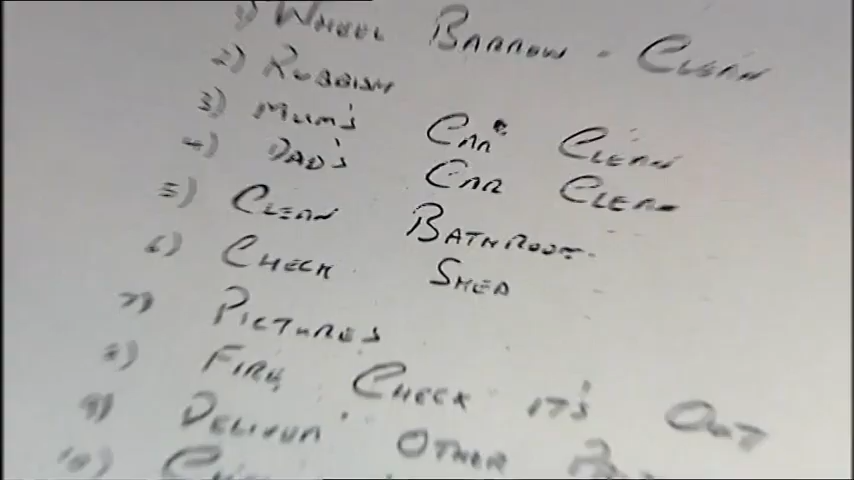 1) WHEEL BARROW - CLEAN
2) RUBBISH
3) MUM'S CAR CLEAN
4) DAD'S CAR CLEAN
5) CLEAN BATHROOM
6) CHECK SHED
7) PICTURES
8) FIRE, CHECK IT'S OUT
9) DELIVER OTHER
10)